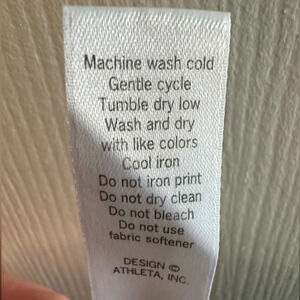 Machine wash cold
Gentle cycle
Tumble dry low
Wash and dry
with like colors
Cool iron
Do not iron print
Do not dry clean
Do not bleach
Do not use
fabric softener
DESIGN ©
ATHLETA, INC.